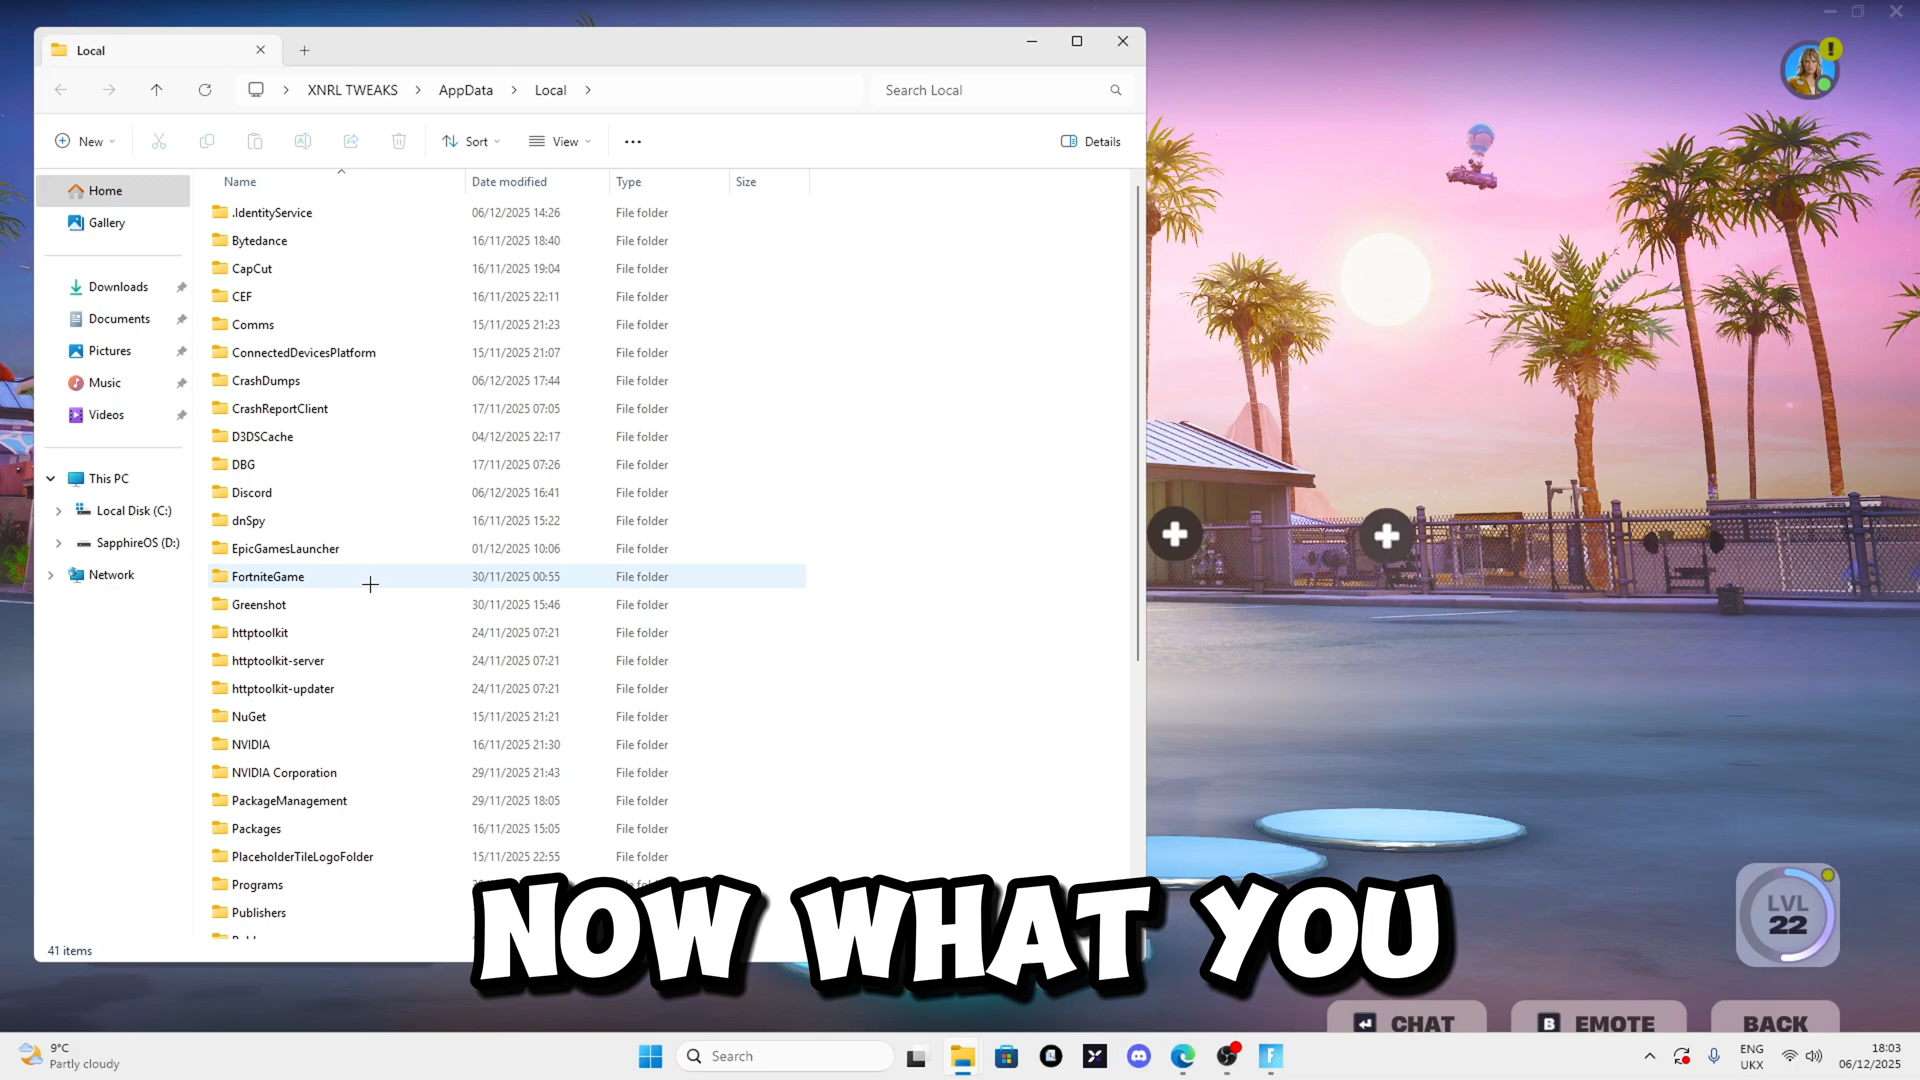 Local
XNRL TWEAKS AppData Local
Search Local
New Sort View Details
Name Date modified Type Size
Home
Gallery
Downloads
Documents
Pictures
Music
Videos
This PC
Local Disk (C:)
SapphireOS (D:)
Network
.IdentityService 06/12/2025 14:26 File folder
Bytedance 16/11/2025 18:40 File folder
CapCut 16/11/2025 19:04 File folder
CEF 16/11/2025 22:11 File folder
Comms 15/11/2025 21:23 File folder
ConnectedDevicesPlatform 15/11/2025 21:07 File folder
CrashDumps 06/12/2025 17:44 File folder
CrashReportClient 17/11/2025 07:05 File folder
D3DSCache 04/12/2025 22:17 File folder
DBG 17/11/2025 07:26 File folder
Discord 06/12/2025 16:41 File folder
dnSpy 16/11/2025 15:22 File folder
EpicGamesLauncher 01/12/2025 10:06 File folder
FortniteGame 30/11/2025 00:55 File folder
Greenshot 30/11/2025 15:46 File folder
httptoolkit 24/11/2025 07:21 File folder
httptoolkit-server 24/11/2025 07:21 File folder
httptoolkit-updater 24/11/2025 07:21 File folder
NuGet 15/11/2025 21:21 File folder
NVIDIA 16/11/2025 21:30 File folder
NVIDIA Corporation 29/11/2025 21:43 File folder
PackageManagement 29/11/2025 18:05 File folder
Packages 16/11/2025 15:05 File folder
PlaceholderTileLogoFolder 15/11/2025 22:55 File folder
Programs
Publishers
41 items
NOW WHAT YOU
LVL
22
CHAT
B EMOTE
BACK
9°C
Partly cloudy
Search
ENG
UKX
18:03
06/12/2025